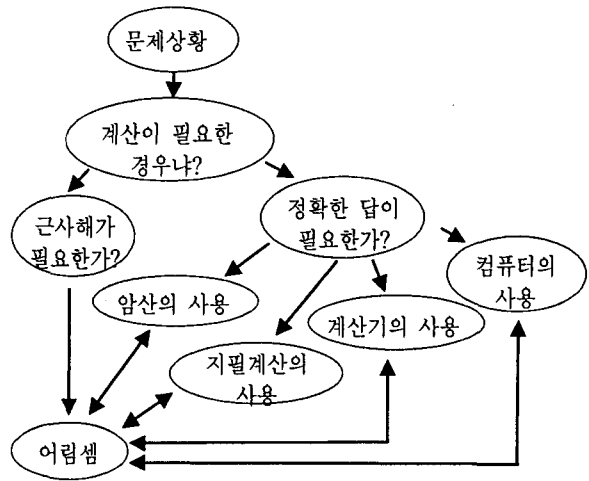 문제상황
계산이 필요한
경우냐?
근사해가
필요한가?
정확한 답이
필요한가?
컴퓨터의
사용
암산의 사용
계산기의 사용
지필계산의
사용
어림셈